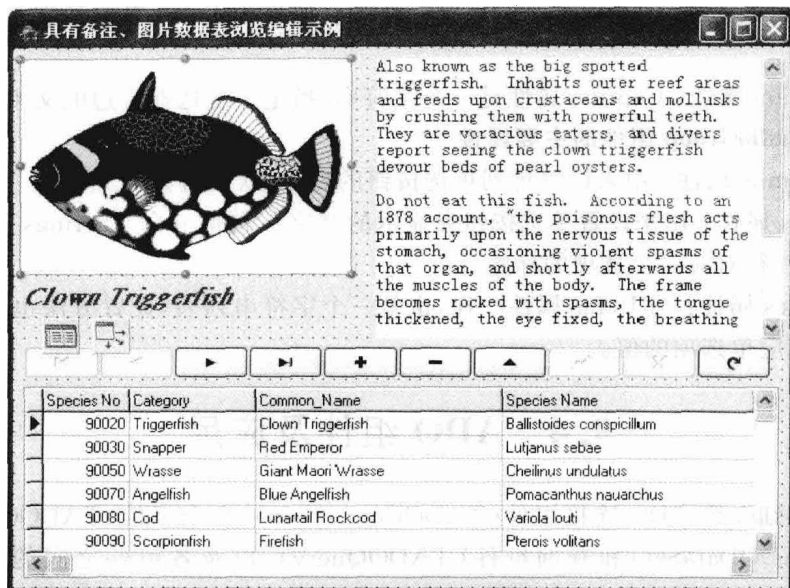 具有备注、图片数据表浏览编辑示例
Also known as the big spotted
triggerfish. Inhabits outer reef areas
and feeds upon crustaceans and mollusks
by crushing them with powerful teeth.
They are voracious eaters, and divers
report seeing the clown triggerfish
devour beds of pearl oysters.
Do not eat this fish. According to an
1878 account, "the poisonous flesh acts
primarily upon the nervous tissue of the
stomach, occasioning violent spasms of
that organ, and shortly afterwards all
the muscles of the body. The frame
becomes rocked with spasms, the tongue
thickened, the eye fixed, the breathing
Clown Triggerfish
Species No Category Common_Name Species Name
90020 Triggerfish Clown Triggerfish Ballistoides conspicillum
90030 Snapper Red Emperor Lutjanus sebae
90050 Wrasse Giant Maori Wrasse Cheilinus undulatus
90070 Angelfish Blue Angelfish Pomacanthus nauarchus
90080 Cod Lunartail Rockcod Variola louti
90090 Scorpionfish Firefish Pterois volitans